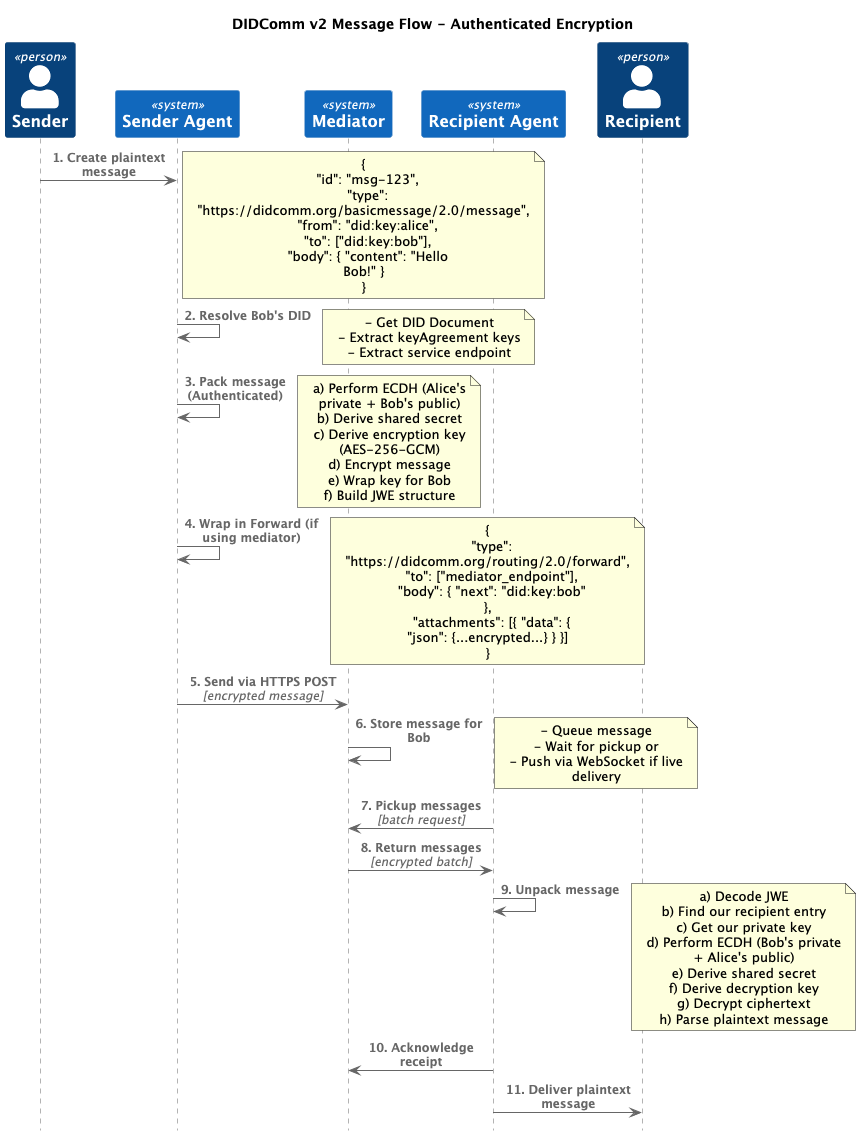 DIDComm v2 Message Flow - Authenticated Encryption
«person»
Sender
«system»
Sender Agent
«system»
Mediator
«system»
Recipient Agent
«person»
Recipient
1. Create plaintext
message
{
"id": "msg-123",
"type":
"https://didcomm.org/basicmessage/2.0/message",
"from": "did:key:alice",
"to": ["did:key:bob"],
"body": { "content": "Hello
Bob!" }
}
2. Resolve Bob's DID
- Get DID Document
- Extract keyAgreement keys
- Extract service endpoint
3. Pack message
(Authenticated)
a) Perform ECDH (Alice's
private + Bob's public)
b) Derive shared secret
c) Derive encryption key
(AES-256-GCM)
d) Encrypt message
e) Wrap key for Bob
f) Build JWE structure
4. Wrap in Forward (if
using mediator)
{
"type":
"https://didcomm.org/routing/2.0/forward",
"to": ["mediator_endpoint"],
"body": { "next": "did:key:bob"
},
"attachments": [{ "data": {
"json": {...encrypted...} } }]
}
5. Send via HTTPS POST
[encrypted message]
6. Store message for
Bob
- Queue message
- Wait for pickup or
- Push via WebSocket if live
delivery
7. Pickup messages
[batch request]
8. Return messages
[encrypted batch]
9. Unpack message
a) Decode JWE
b) Find our recipient entry
c) Get our private key
d) Perform ECDH (Bob's private
+ Alice's public)
e) Derive shared secret
f) Derive decryption key
g) Decrypt ciphertext
h) Parse plaintext message
10. Acknowledge
receipt
11. Deliver plaintext
message